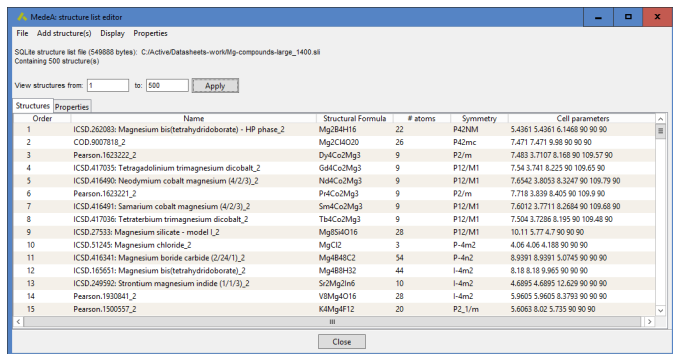 MedeA: structure list editor
File Add structure(s) Display Properties
SQLite structure list file (549888 bytes): C:/Active/Datasheets-work/Mg-compounds-large_1400.sli
Containing 500 structure(s)
View structures from: 1 to: 500 Apply
Structures Properties
Order Name Structural Formula # atoms Symmetry Cell parameters
1 ICSD.262083: Magnesium bis(tetrahydridoborate) - HP phase_2 Mg2B4H16 22 P42NM 5.4361 5.4361 6.1468 90 90 90
2 COD.9007818_2 Mg2Cl4O20 26 P42mc 7.471 7.471 9.98 90 90 90
3 Pearson.1623222_2 Dy4Co2Mg3 9 P2/m 7.483 3.7107 8.168 90 109.57 90
4 ICSD.417035: Tetragadolinium trimagnesium dicobalt_2 Gd4Co2Mg3 9 P12/M1 7.54 3.741 8.225 90 109.65 90
5 ICSD.416490: Neodymium cobalt magnesium (4/2/3)_2 Nd4Co2Mg3 9 P12/M1 7.6542 3.8053 8.3247 90 109.79 90
6 Pearson.1623221_2 Pr4Co2Mg3 9 P2/m 7.718 3.839 8.405 90 109.9 90
7 ICSD.416491: Samarium cobalt magnesium (4/2/3)_2 Sm4Co2Mg3 9 P12/M1 7.6012 3.7711 8.2684 90 109.68 90
8 ICSD.417036: Tetraterbium trimagnesium dicobalt_2 Tb4Co2Mg3 9 P12/M1 7.504 3.7286 8.195 90 109.48 90
9 ICSD.27533: Magnesium silicate - model I_2 Mg8Si4O16 28 P12/M1 10.11 5.77 4.7 90 90 90
10 ICSD.51245: Magnesium chloride_2 MgCl2 3 P-4m2 4.06 4.06 4.188 90 90 90
11 ICSD.413341: Magnesium boride carbide (2/24/1)_2 Mg4B48C2 54 P-4m2 8.9391 8.9391 5.0745 90 90 90
12 ICSD.165651: Magnesium bis(tetrahydridoborate)_2 Mg4B8H32 44 I-4m2 8.18 8.18 9.965 90 90 90
13 ICSD.249592: Strontium magnesium indide (1/1/3)_2 Sr2Mg2In6 10 I-4m2 4.6895 4.6895 12.629 90 90 90
14 Pearson.1930841_2 V8Mg4O16 28 I-4m2 5.9605 5.9605 8.3793 90 90 90
15 Pearson.1500557_2 K4Mg4F12 20 P2_1/m 5.6063 8.02 5.735 90 90 90
Close